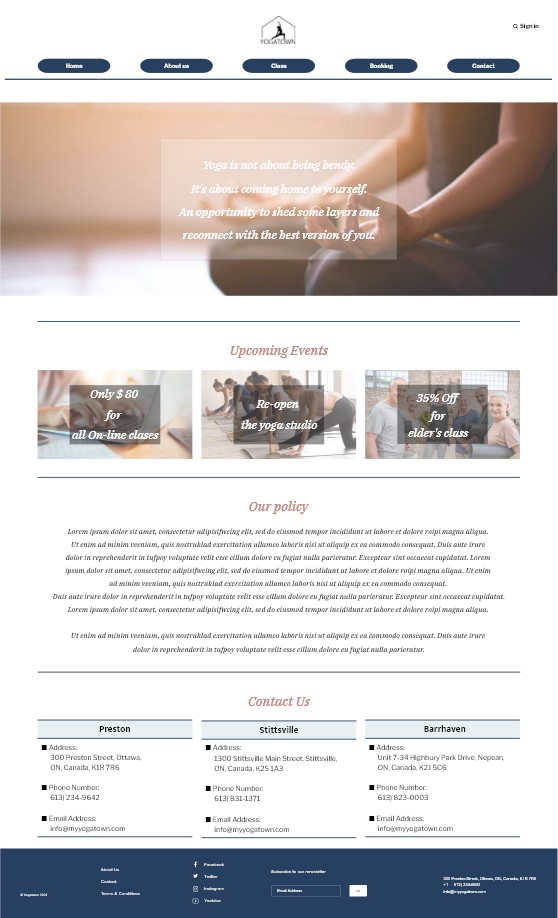 YOGATOWN
Sign in
Home
About us
Class
Booking
Contact
Yoga is not about being bendy.
It's about coming home to yourself.
An opportunity to shed some layers and
reconnect with the best version of you.
Upcoming Events
Only $ 80
for
all On-line clases
Re-open
the yoga studio
35% Off
for
elder's class
Our policy
Lorem ipsum dolor sit amet, consectetur adipisifwcing elit, sed do eiusmod tempor incididunt ut labore et dolore roipi magna aliqua.
Ut enim ad minim veeniam, quis nostruklad exercitation ullamco laboris nisi ut aliquip ex ea commodo consequat. Duis aute irure
dolor in reprehenderit in tufpoy voluptate velit esse cillum dolore eu fugiat nulla parieratur. Excepteur sint occaecat cupidatat. Lorem
ipsum dolor sit amet, consectetur adipisifwcing elit, sed do eiusmod tempor incididunt ut labore et dolore roipi magna aliqua. Ut enim
ad minim veeniam, quis nostruklad exercitation ullamco laboris nisi ut aliquip ex ea commodo consequat.
Duis aute irure dolor in reprehenderit in tufpoy voluptate velit esse cillum dolore eu fugiat nulla parieratur. Excepteur sint occaecat cupidatat.
Lorem ipsum dolor sit amet, consectetur adipisifwcing elit, sed do eiusmod tempor incididunt ut labore et dolore roipi magna aliqua.
Ut enim ad minim veeniam, quis nostruklad exercitation ullamco laboris nisi ut aliquip ex ea commodo consequat. Duis aute irure
dolor in reprehenderit in tufpoy voluptate velit esse cillum dolore eu fugiat nulla parieratur.
Contact Us
Preston
Address:
300 Preston Street, Ottawa,
ON, Canada, K1R 7R6
Phone Number:
613) 234-9642
Email Address:
info@myyogatown.com
Stittsville
Address:
1300 Stittsville Main Street, Stittsville,
ON, Canada, K2S 1A3
Phone Number:
613) 831-1371
Email Address:
info@myyogatown.com
Barrhaven
Address:
Unit 7-34 Highbury Park Drive, Nepean,
ON, Canada, K2J 5C6
Phone Number:
613) 823-0003
Email Address:
info@myyogatown.com
About Us
Contact
Terms & Conditions
Facebook
Twitter
Instagram
Youtube
Subscribe to our newsletter
Email Address
300 Preston Street, Ottawa, ON, Canada, K1R 7R6
info@myyogatown.com